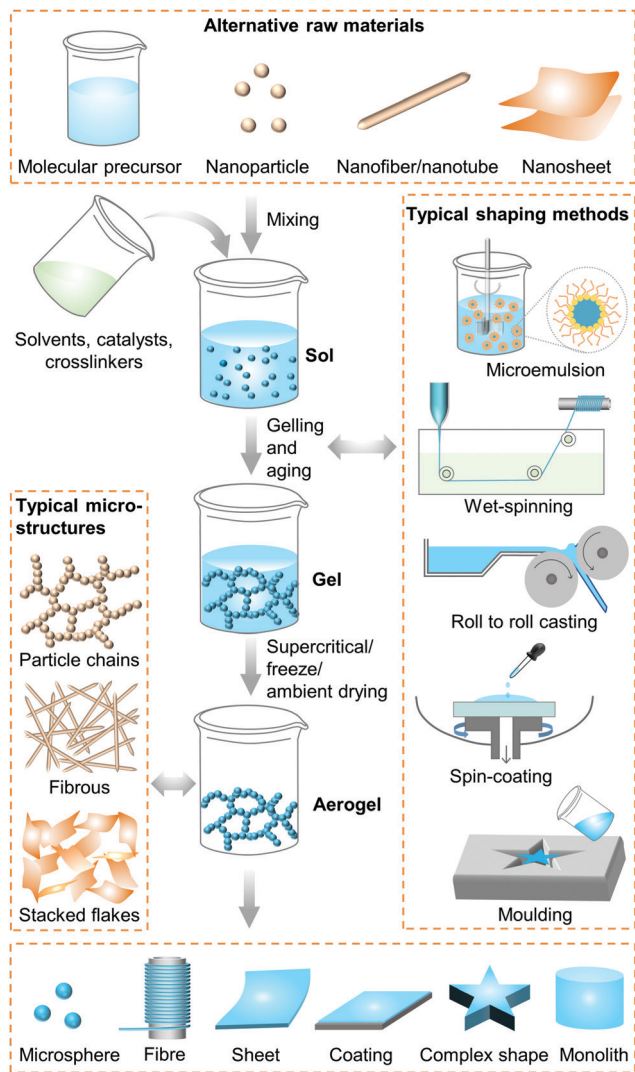 Alternative raw materials
Molecular precursor
Nanoparticle
Nanofiber/nanotube
Nanosheet
Mixing
Solvents, catalysts,
crosslinkers
Sol
Gelling
and
aging
Gel
Supercritical/
freeze/
ambient drying
Aerogel
Typical micro-
structures
Particle chains
Fibrous
Stacked flakes
Typical shaping methods
Microemulsion
Wet-spinning
Roll to roll casting
Spin-coating
Moulding
Microsphere
Fibre
Sheet
Coating
Complex shape
Monolith